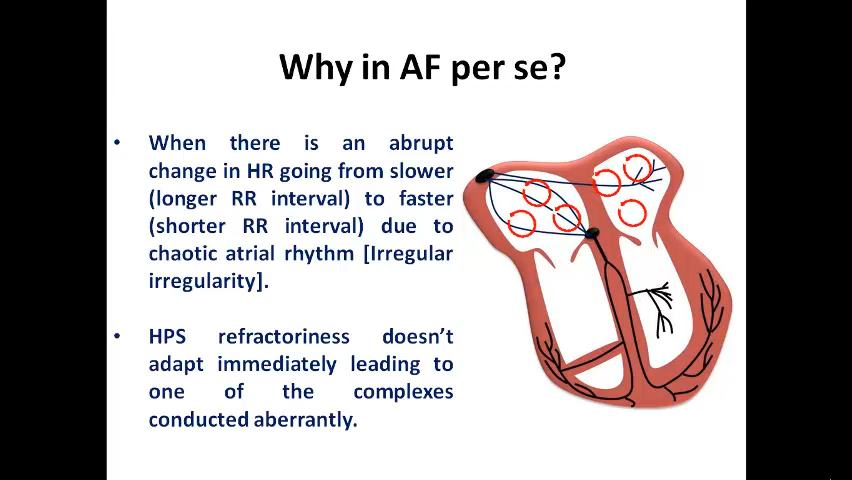 Why in AF per se?
• When there is an abrupt
change in HR going from slower
(longer RR interval) to faster
(shorter RR interval) due to
chaotic atrial rhythm [Irregular
irregularity].
• HPS refractoriness doesn’t
adapt immediately leading to
one of the complexes
conducted aberrantly.